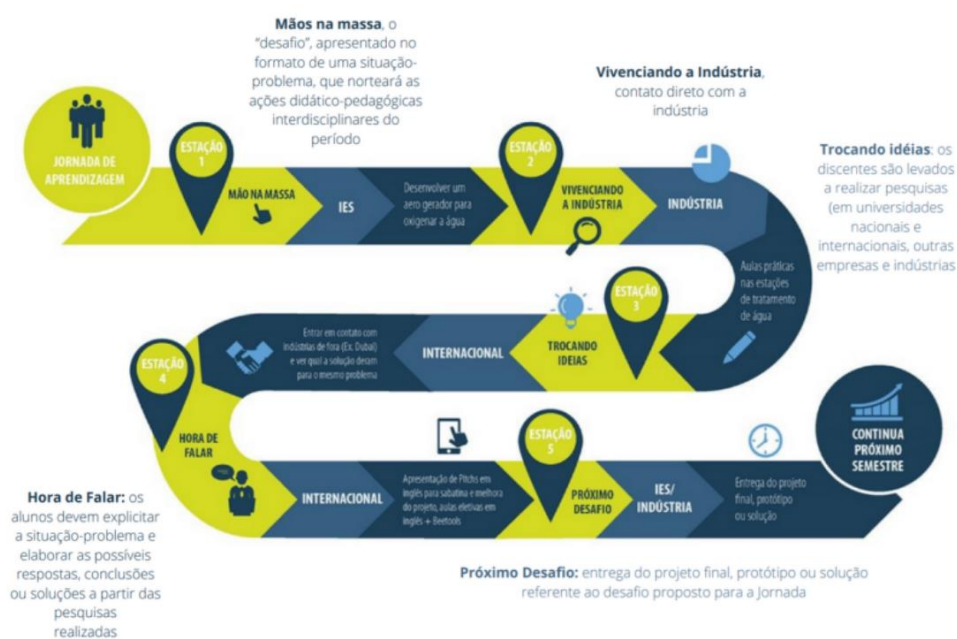 Mãos na massa, o
“desafio”, apresentado no
formato de uma situação-
problema, que norteará as
ações didático-pedagógicas
interdisciplinares do
período
Vivenciando a Indústria,
contato direto com a
indústria
Trocando idéias: os
discentes são levados
a realizar pesquisas
(em universidades
nacionais e
internacionais, outras
empresas e indústrias
JORNADA DE
APRENDIZAGEM
ESTAÇÃO
1
MÃO NA MASSA
IES
Desenvolver um
aero gerador para
oxigenar a água
ESTAÇÃO
2
VIVENCIANDO
A INDÚSTRIA
INDÚSTRIA
Aulas práticas
nas estações
de tratamento
de água
ESTAÇÃO
3
TROCANDO
IDEIAS
INTERNACIONAL
Entrar em contato com
indústrias de fora (Ex. Dubai)
e ver qual a solução deram
para o mesmo problema
ESTAÇÃO
4
HORA DE
FALAR
INTERNACIONAL
Apresentação de Pitchs em
inglês para sabatina e melhora
do projeto, aulas eletivas em
inglês + Beetools
ESTAÇÃO
5
PRÓXIMO
DESAFIO
IES/
INDÚSTRIA
Entrega do projeto
final, protótipo
ou solução
CONTINUA
PRÓXIMO
SEMESTRE
Hora de Falar: os
alunos devem explicitar
a situação-problema e
elaborar as possíveis
respostas, conclusões
ou soluções a partir das
pesquisas
realizadas
Próximo Desafio: entrega do projeto final, protótipo ou solução
referente ao desafio proposto para a Jornada